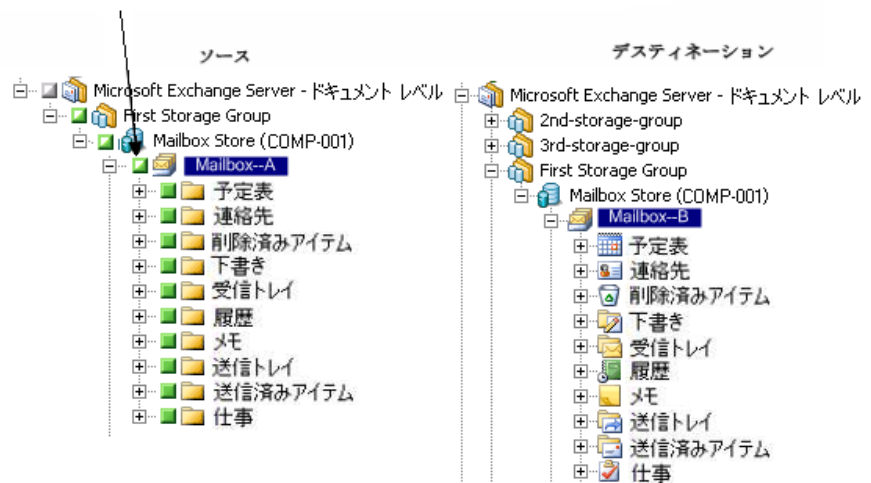 ソース
Microsoft Exchange Server - ドキュメント レベル
First Storage Group
Mailbox Store (COMP-001)
Mailbox--A
予定表
連絡先
削除済みアイテム
下書き
受信トレイ
履歴
メモ
送信トレイ
送信済みアイテム
仕事
デスティネーション
Microsoft Exchange Server - ドキュメント レベル
2nd-storage-group
3rd-storage-group
First Storage Group
Mailbox Store (COMP-001)
Mailbox--B
予定表
連絡先
削除済みアイテム
下書き
受信トレイ
履歴
メモ
送信トレイ
送信済みアイテム
仕事